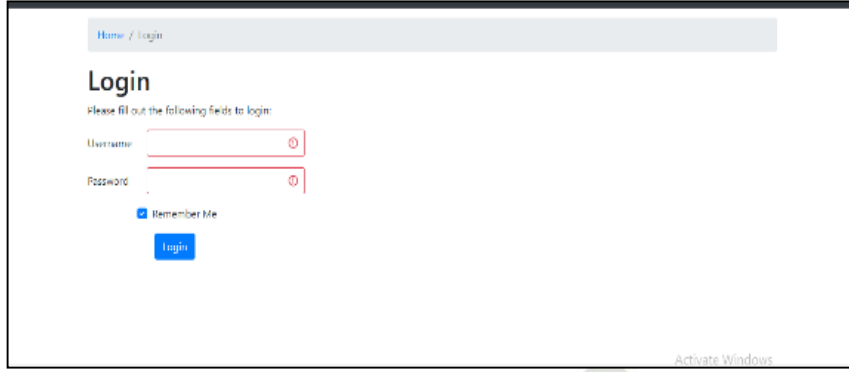 Home / Login
Login
Please fill out the following fields to login:
Username
Password
Remember Me
Login
Activate Windows